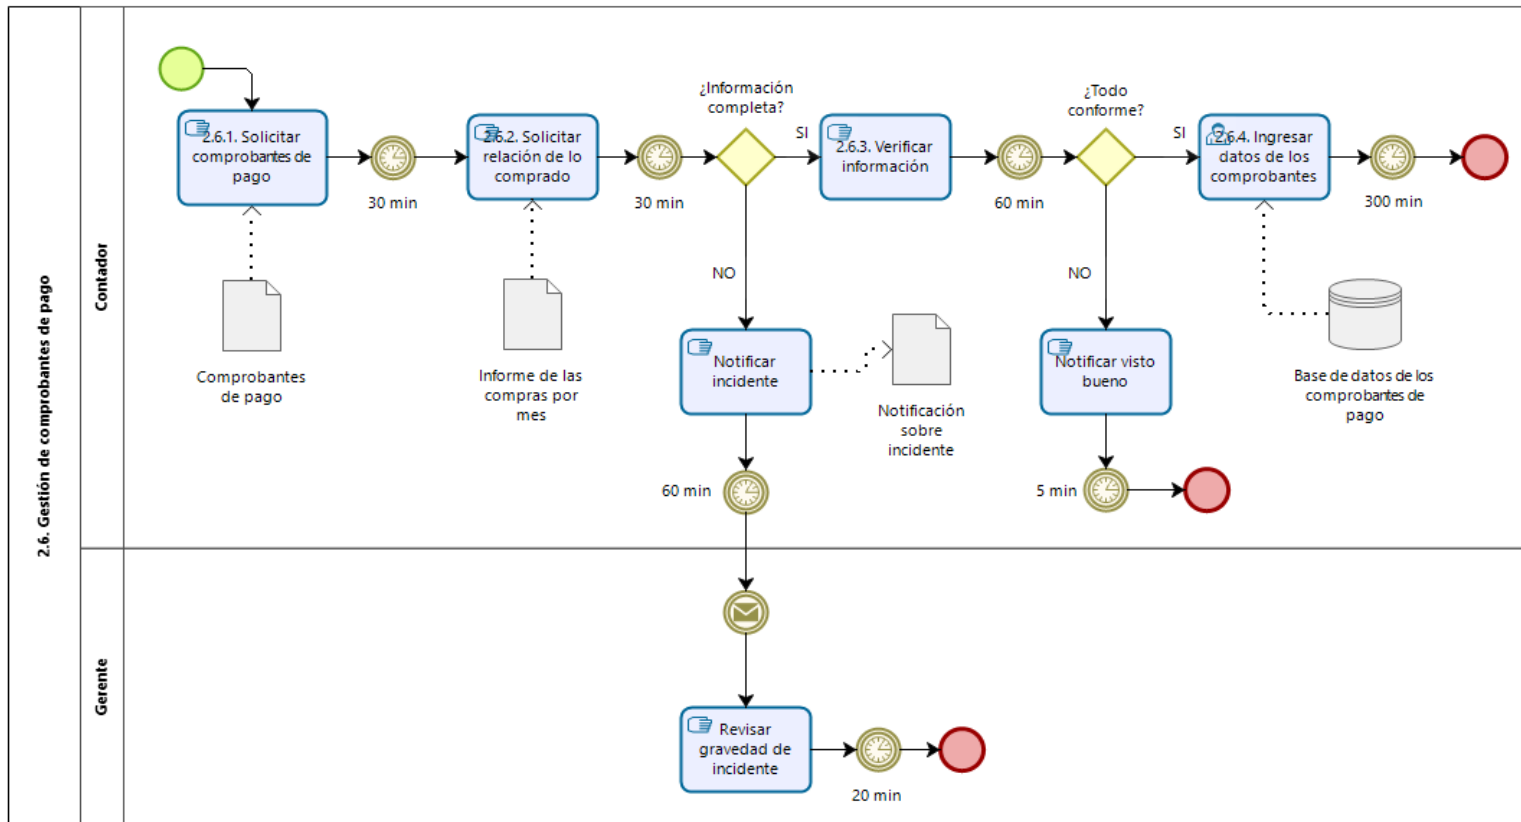 2.6. Gestión de comprobantes de pago
Contador
2.6.1. Solicitar
comprobantes de
pago
30 min
2.6.2. Solicitar
relación de lo
comprado
30 min
¿Información
completa?
SI
2.6.3. Verificar
información
60 min
¿Todo
conforme?
SI
2.6.4. Ingresar
datos de los
comprobantes
300 min
NO
NO
Comprobantes
de pago
Informe de las
compras por
mes
Notificar
incidente
Notificación
sobre
incidente
Notificar visto
bueno
Base de datos de los
comprobantes de
pago
60 min
5 min
Gerente
Revisar
gravedad de
incidente
20 min